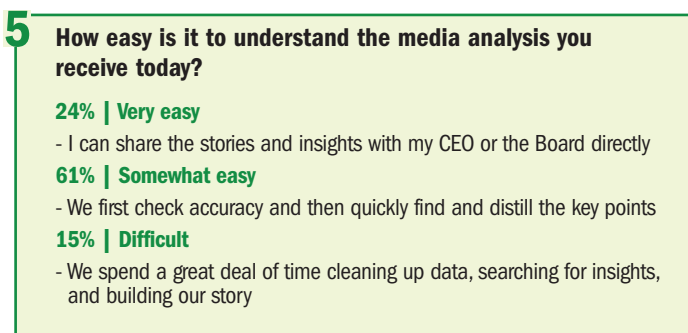 5
How easy is it to understand the media analysis you
receive today?
24% | Very easy
- I can share the stories and insights with my CEO or the Board directly
61% | Somewhat easy
- We first check accuracy and then quickly find and distill the key points
15% | Difficult
- We spend a great deal of time cleaning up data, searching for insights,
and building our story